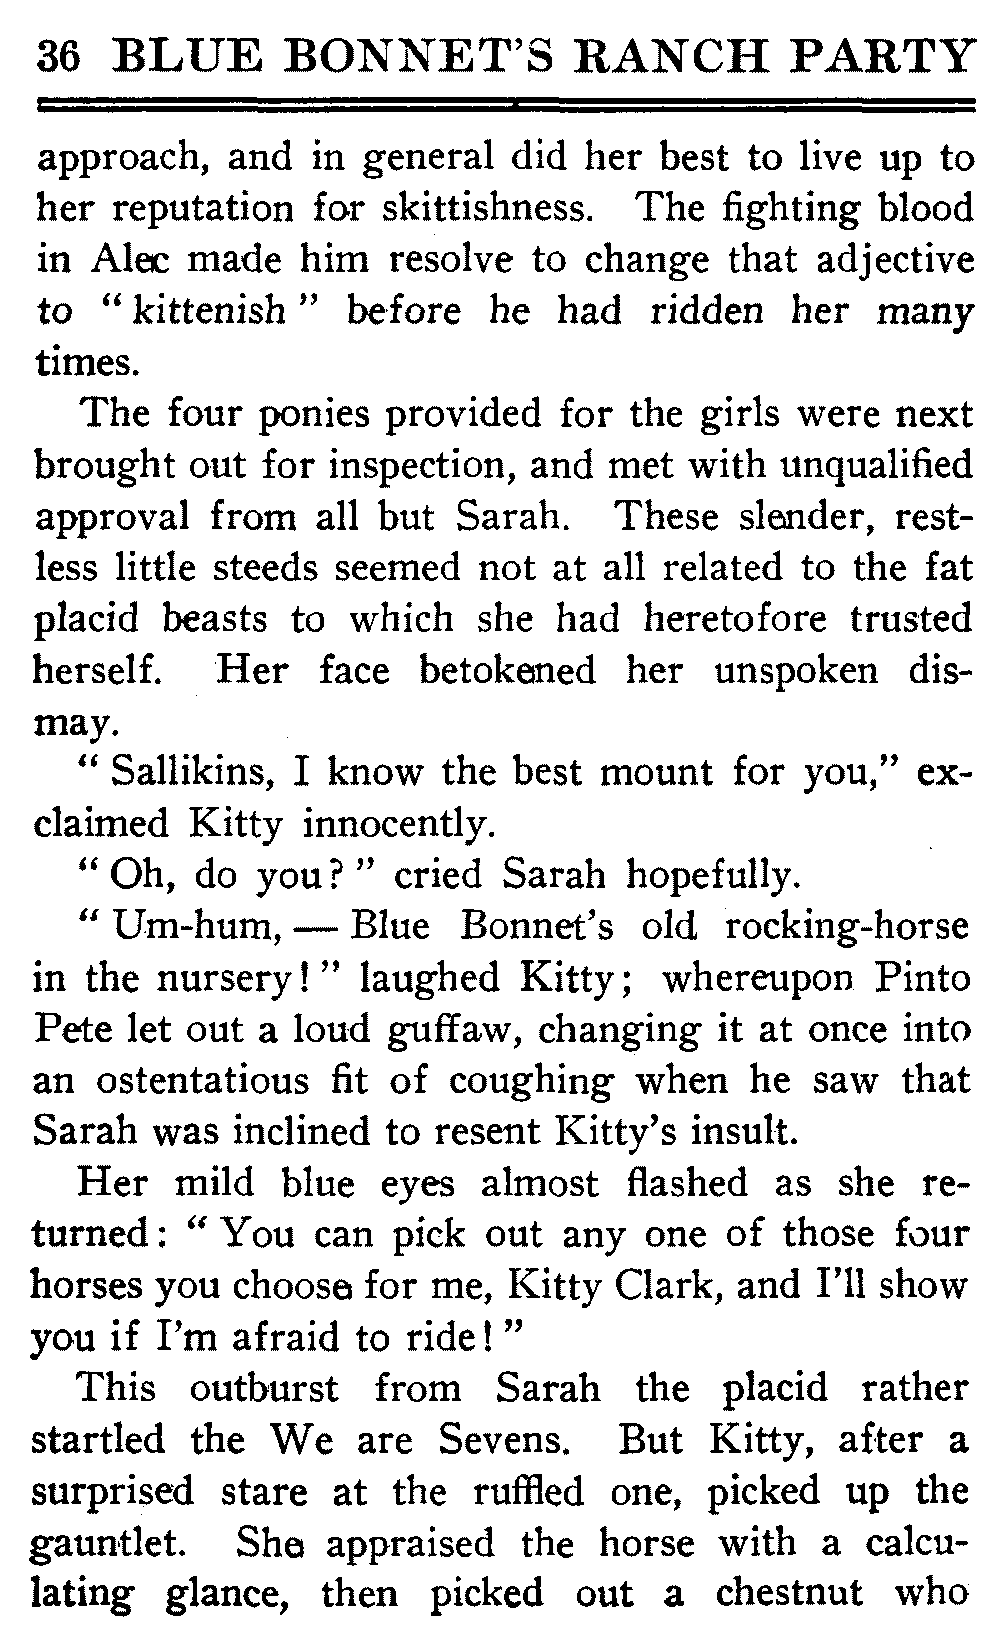 36 BLUE BONNET'S RANCH PARTY
approach, and in general did her best to live up to
her reputation for skittishness. The fighting blood
in Alec made him resolve to change that adjective
to " kittenish " before he had ridden her many
times.
The four ponies provided for the girls were next
brought out for inspection, and met with unqualified
approval from all but Sarah. These slender, rest-
less little steeds seemed not at all related to the fat
placid beasts to which she had heretofore trusted
herself. Her face betokened her unspoken dis-
may.
" Sallikins, I know the best mount for you," ex-
claimed Kitty innocently.
" Oh, do you? " cried Sarah hopefully.
" Um-hum, — Blue Bonnet's old rocking-horse
in the nursery! " laughed Kitty; whereupon Pinto
Pete let out a loud guffaw, changing it at once into
an ostentatious fit of coughing when he saw that
Sarah was inclined to resent Kitty's insult.
Her mild blue eyes almost flashed as she re-
turned: " You can pick out any one of those four
horses you choose for me, Kitty Clark, and I'll show
you if I'm afraid to ride! "
This outburst from Sarah the placid rather
startled the We are Sevens. But Kitty, after a
surprised stare at the ruffled one, picked up the
gauntlet. She appraised the horse with a calcu-
lating glance, then picked out a chestnut who